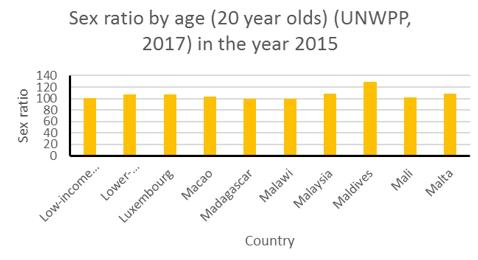 Sex ratio by age (20 year olds) (UNWPP,
2017) in the year 2015
Sex ratio
140
120
100
80
60
40
20
0
Low-income...
Lower-...
Luxembourg
Macao
Madagascar
Malawi
Malaysia
Maldives
Mali
Malta
Country